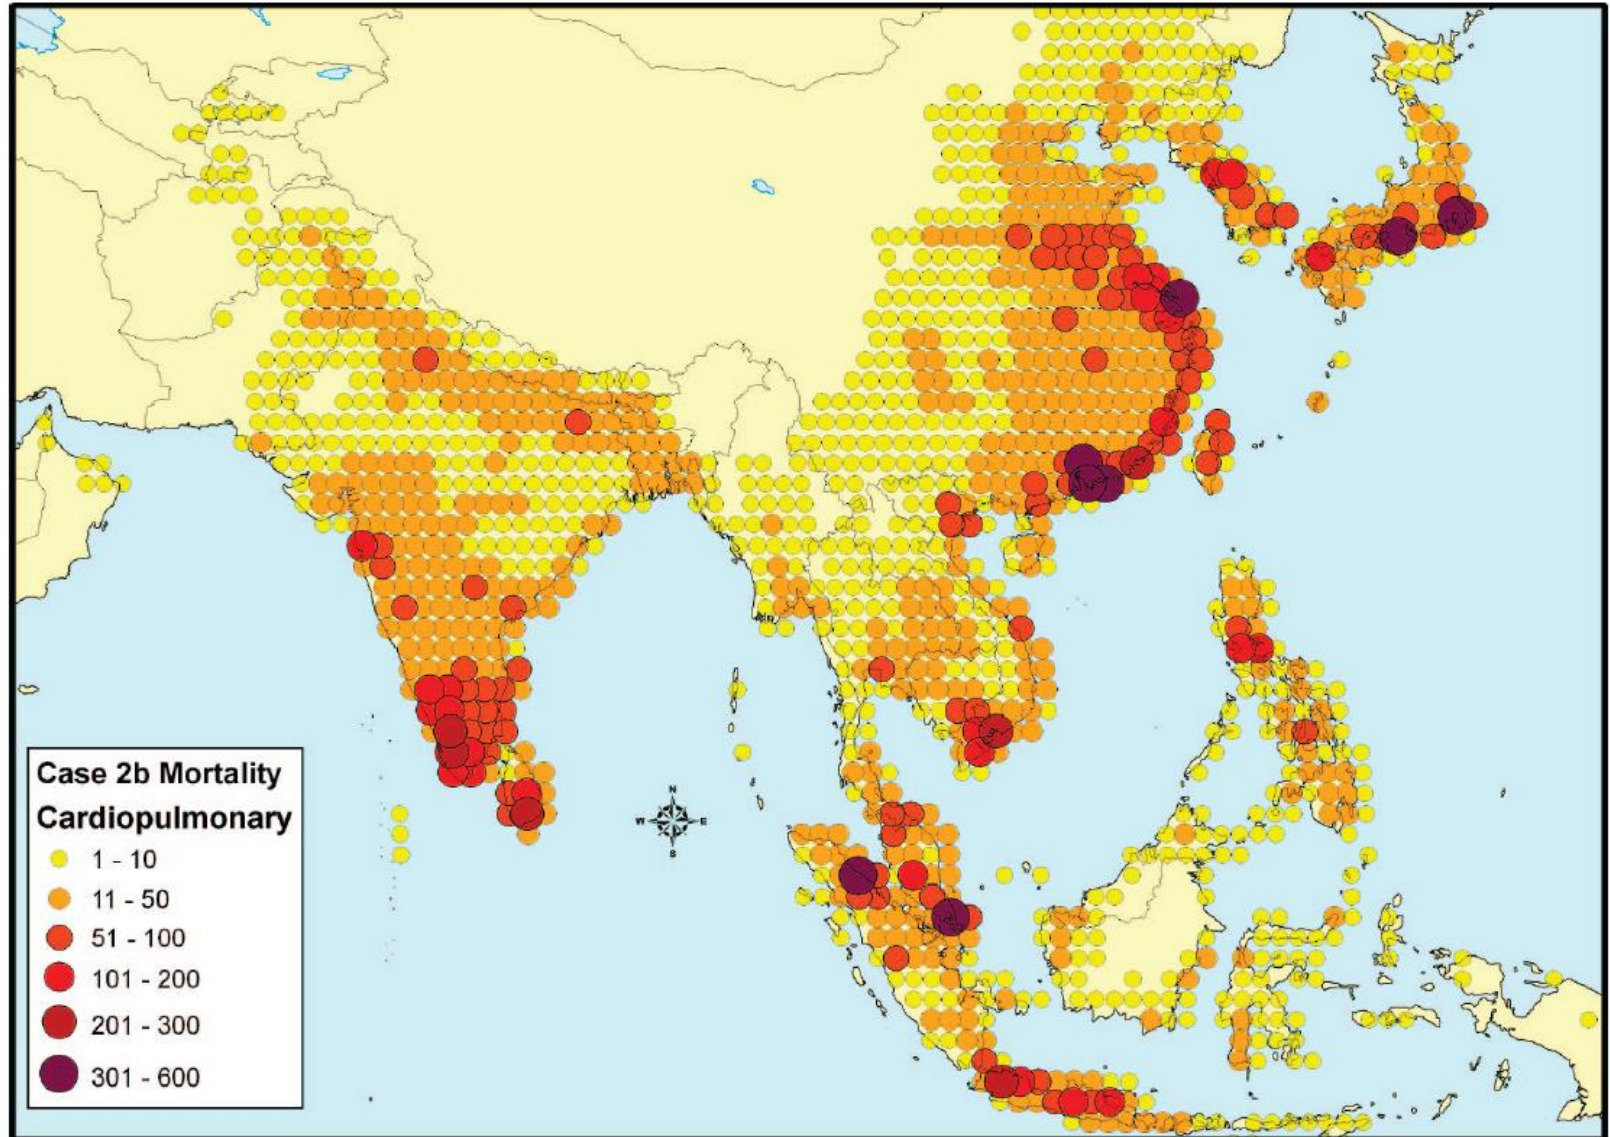 Case 2b Mortality
Cardiopulmonary
1 - 10
11 - 50
51 - 100
101 - 200
201 - 300
301 - 600
N
W E
S